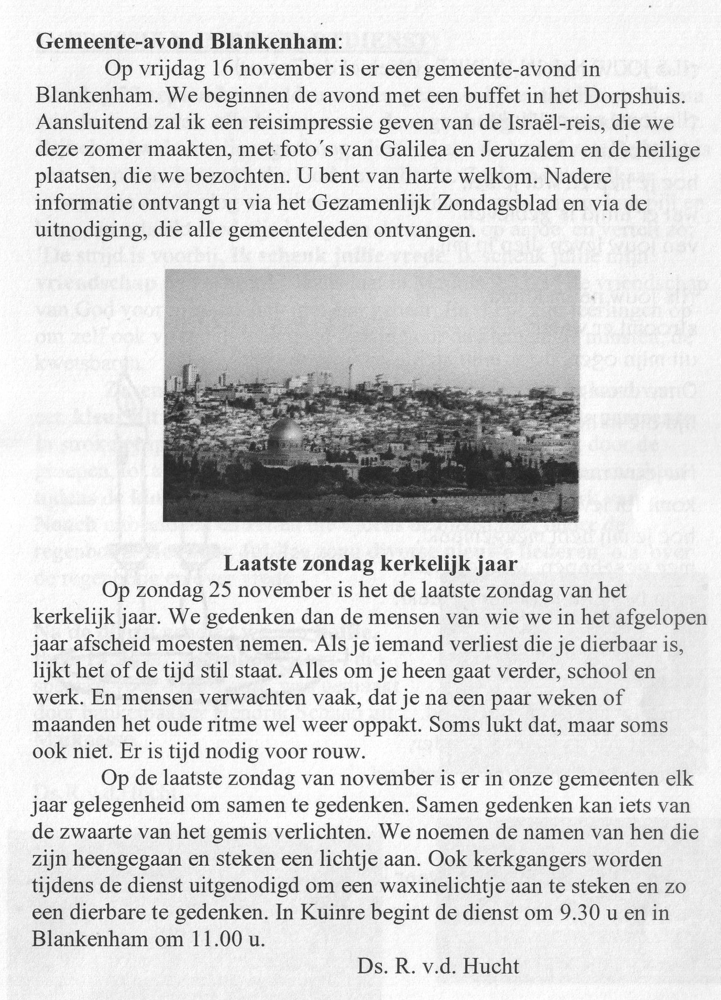 Gemeente-avond Blankenham:
Op vrijdag 16 november is er een gemeente-avond in
Blankenham. We beginnen de avond met een buffet in het Dorpshuis.
Aansluitend zal ik een reisimpressie geven van de Israël-reis, die we
deze zomer maakten, met foto´s van Galilea en Jeruzalem en de heilige
plaatsen, die we bezochten. U bent van harte welkom. Nadere
informatie ontvangt u via het Gezamenlijk Zondagsblad en via de
uitnodiging, die alle gemeenteleden ontvangen.
Laatste zondag kerkelijk jaar
Op zondag 25 november is het de laatste zondag van het
kerkelijk jaar. We gedenken dan de mensen van wie we in het afgelopen
jaar afscheid moesten nemen. Als je iemand verliest die je dierbaar is,
lijkt het of de tijd stil staat. Alles om je heen gaat verder, school en
werk. En mensen verwachten vaak, dat je na een paar weken of
maanden het oude ritme wel weer oppakt. Soms lukt dat, maar soms
ook niet. Er is tijd nodig voor rouw.
Op de laatste zondag van november is er in onze gemeenten elk
jaar gelegenheid om samen te gedenken. Samen gedenken kan iets van
de zwaarte van het gemis verlichten. We noemen de namen van hen die
zijn heengegaan en steken een lichtje aan. Ook kerkgangers worden
tijdens de dienst uitgenodigd om een waxinelichtje aan te steken en zo
een dierbare te gedenken. In Kuinre begint de dienst om 9.30 u en in
Blankenham om 11.00 u.
Ds. R. v.d. Hucht